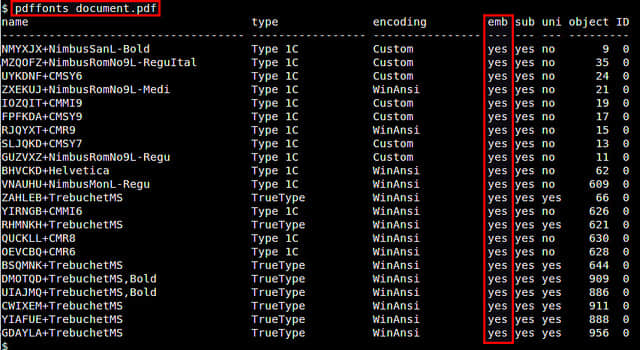 $ pdffonts document.pdf
name type encoding emb sub uni object ID
------------------------------------ ----------------- ---------------- --- --- --- ---------
NMYXJX+NimbusSanL-Bold Type 1C Custom yes yes no 9 0
MZQOFZ+NimbusRomNo9L-ReguItal Type 1C Custom yes yes no 35 0
UYKDNF+CMSY6 Type 1C Custom yes yes no 24 0
ZXEKUJ+NimbusRomNo9L-Medi Type 1C WinAnsi yes yes no 21 0
IOZQIT+CMMI9 Type 1C Custom yes yes no 19 0
FPFKDA+CMSY9 Type 1C Custom yes yes no 17 0
RJQYXT+CMR9 Type 1C WinAnsi yes yes no 15 0
SLJQKD+CMSY7 Type 1C Custom yes yes no 13 0
GUZVXZ+NimbusRomNo9L-Regu Type 1C Custom yes yes no 11 0
BHVCKD+Helvetica Type 1C WinAnsi yes yes no 62 0
VNAUHU+NimbusMonL-Regu Type 1C WinAnsi yes yes no 609 0
ZAHLEB+TrebuchetMS TrueType WinAnsi yes yes yes 66 0
YIRNGB+CMMI6 Type 1C WinAnsi yes yes no 626 0
RHMNKH+TrebuchetMS TrueType WinAnsi yes yes yes 621 0
QUCKLL+CMR8 Type 1C WinAnsi yes yes no 630 0
OEVCBQ+CMR6 Type 1C WinAnsi yes yes no 628 0
BSQMNK+TrebuchetMS TrueType WinAnsi yes yes yes 644 0
DMOTQD+TrebuchetMS,Bold TrueType WinAnsi yes yes yes 909 0
UIAJMQ+TrebuchetMS,Bold TrueType WinAnsi yes yes yes 886 0
CWIXEM+TrebuchetMS TrueType WinAnsi yes yes yes 911 0
YIAFUE+TrebuchetMS TrueType WinAnsi yes yes yes 888 0
GDAYLA+TrebuchetMS TrueType WinAnsi yes yes yes 956 0
$